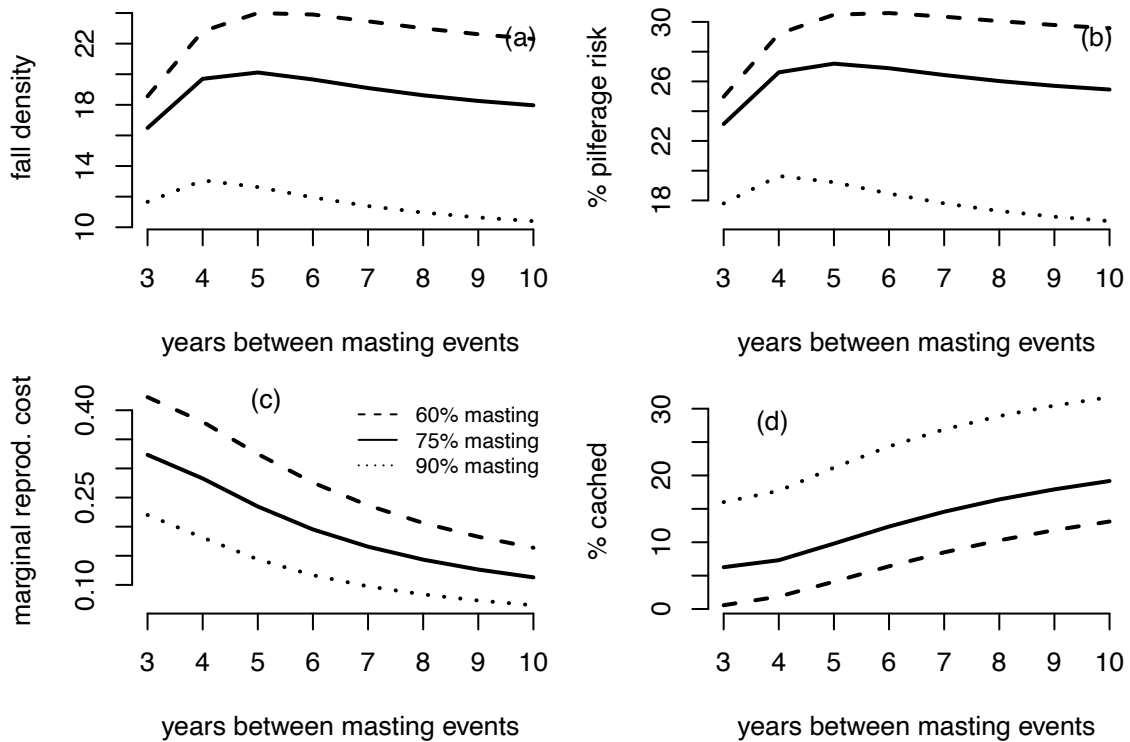 fall density
10 14 18 22
(a)
3 4 5 6 7 8 9 10
years between masting events
% pilferage risk
18 22 26 30
(b)
3 4 5 6 7 8 9 10
years between masting events
marginal reprod. cost
0.10 0.25 0.40
(c)
60% masting
75% masting
90% masting
3 4 5 6 7 8 9 10
years between masting events
% cached
0 10 20 30
(d)
3 4 5 6 7 8 9 10
years between masting events